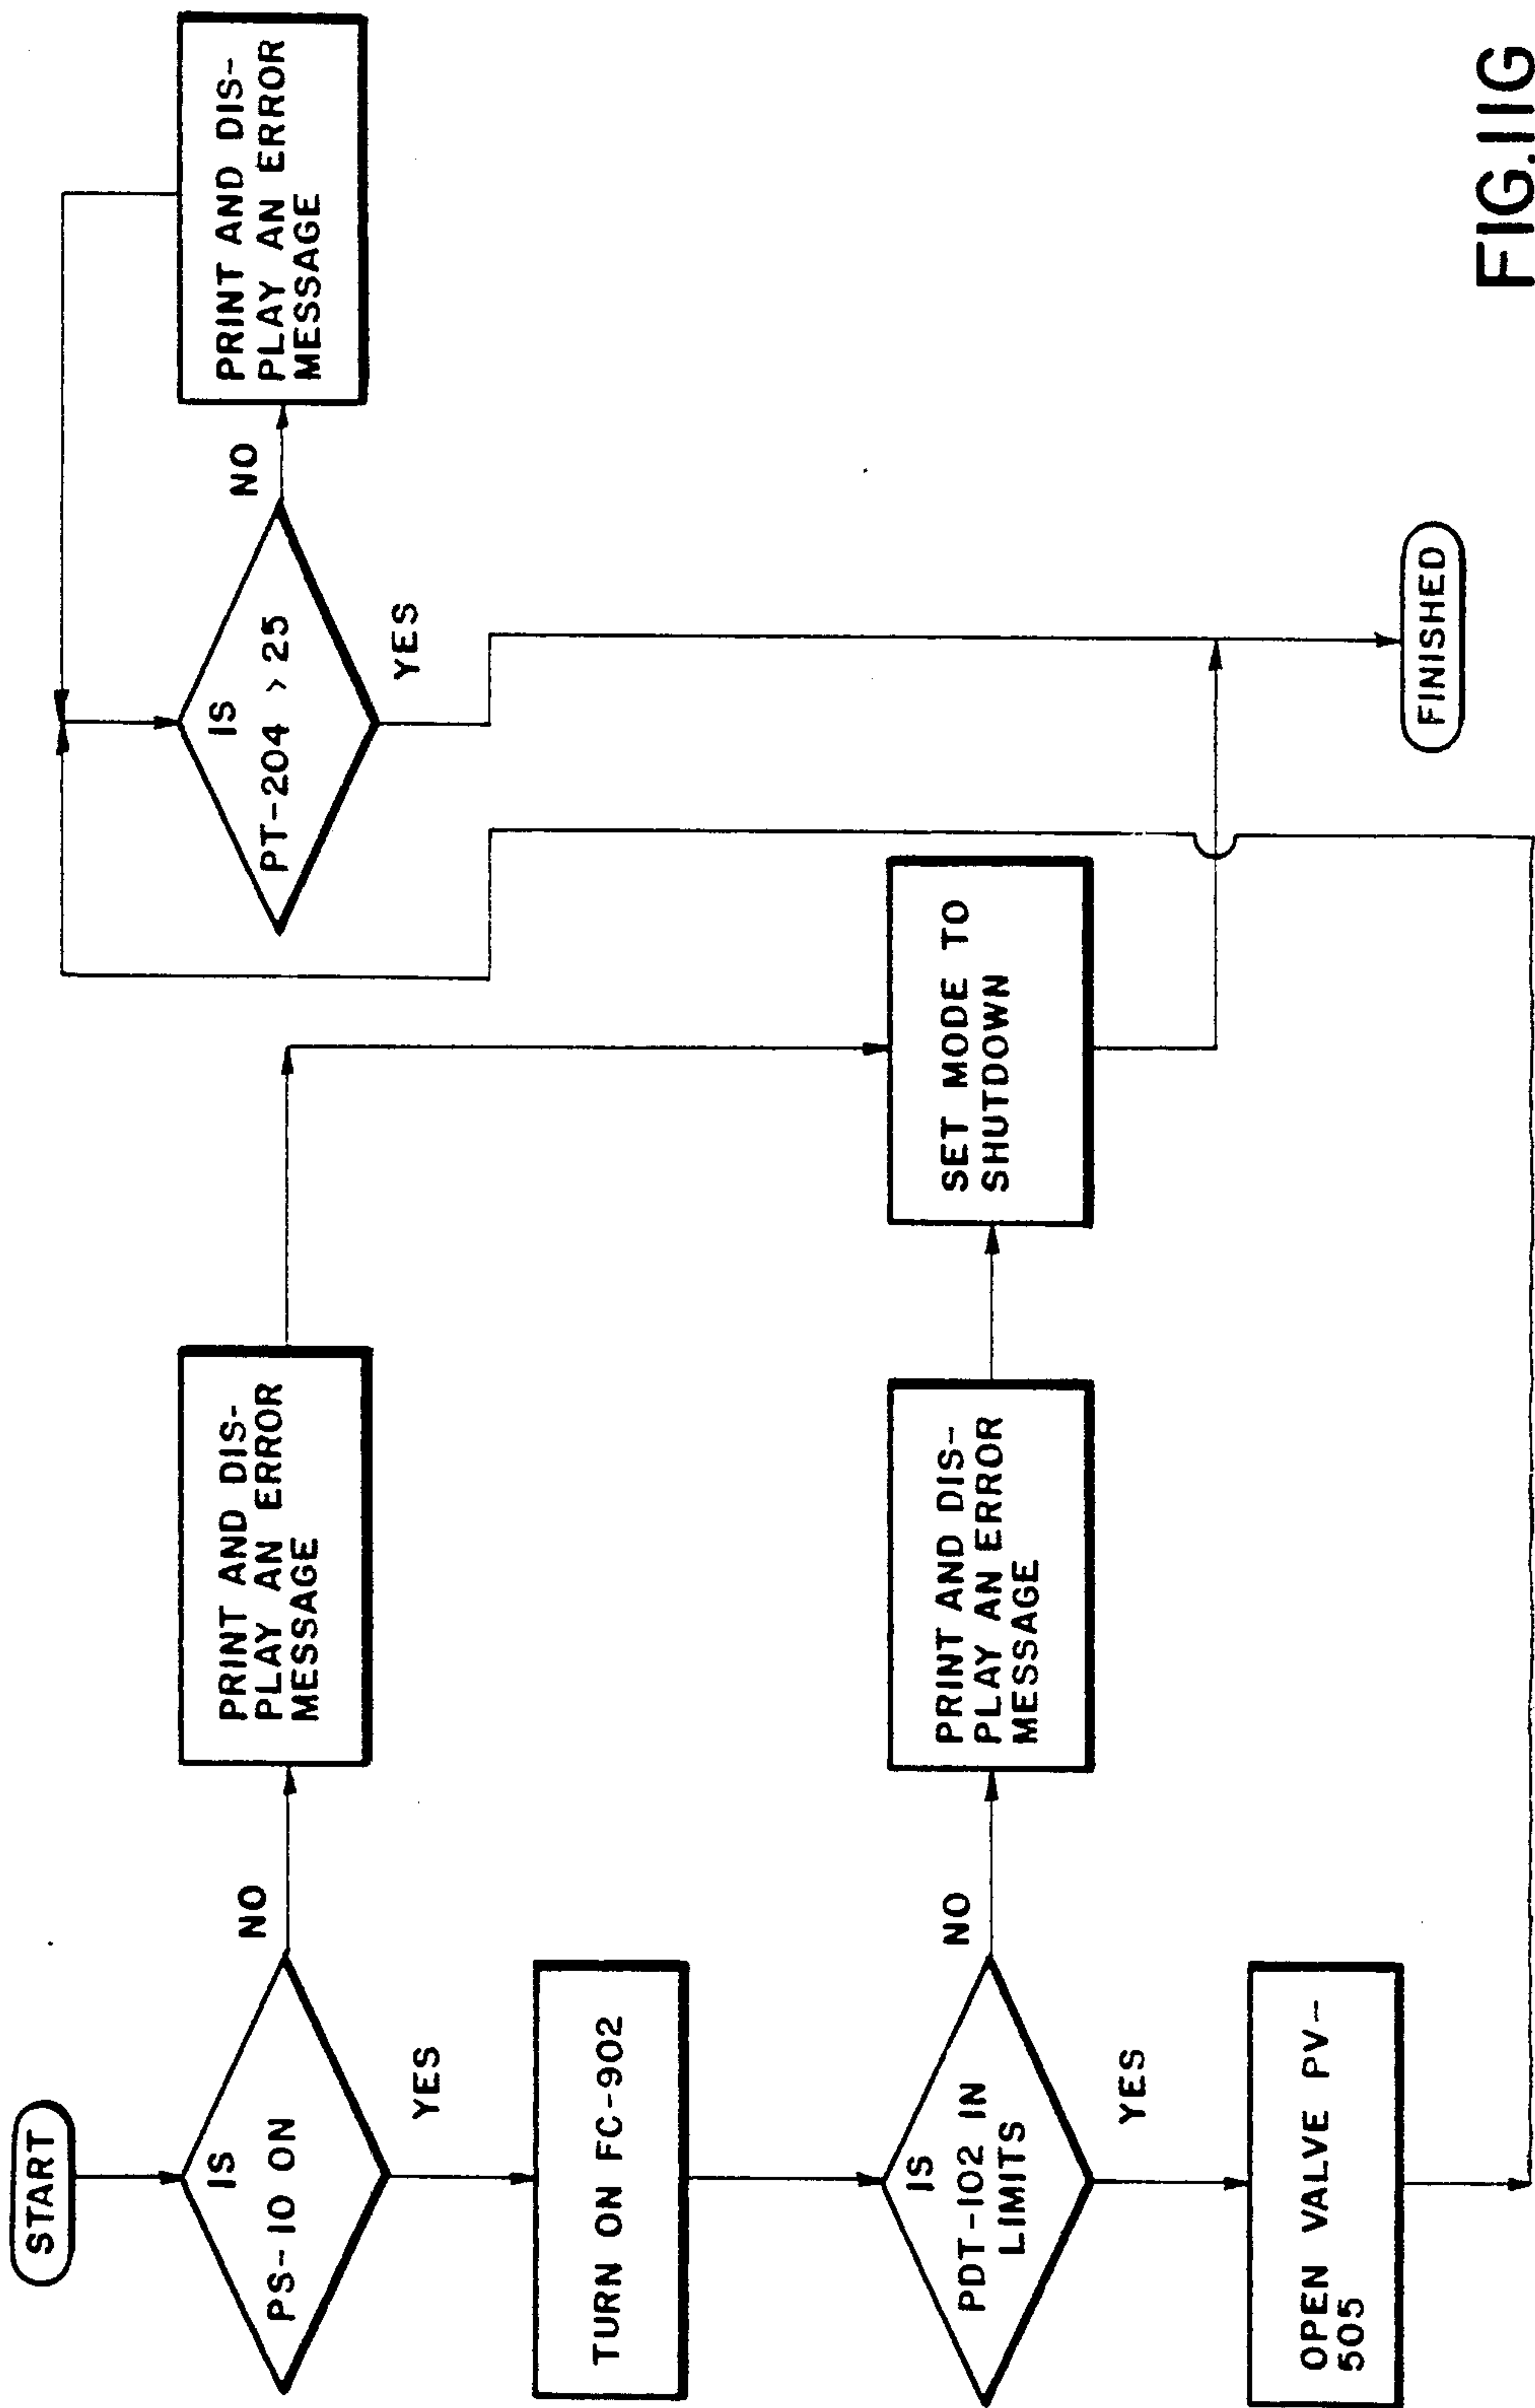 START
IS
PS-10 ON
NO
YES
PRINT AND DIS-
PLAY AN ERROR
MESSAGE
TURN ON FC-902
IS
PDT-102 IN
LIMITS
NO
YES
PRINT AND DIS-
PLAY AN ERROR
MESSAGE
SET MODE TO
SHUTDOWN
OPEN VALVE PV-
505
IS
PT-204 > 25
NO
YES
PRINT AND DIS-
PLAY AN ERROR
MESSAGE
FINISHED
FIG.11G